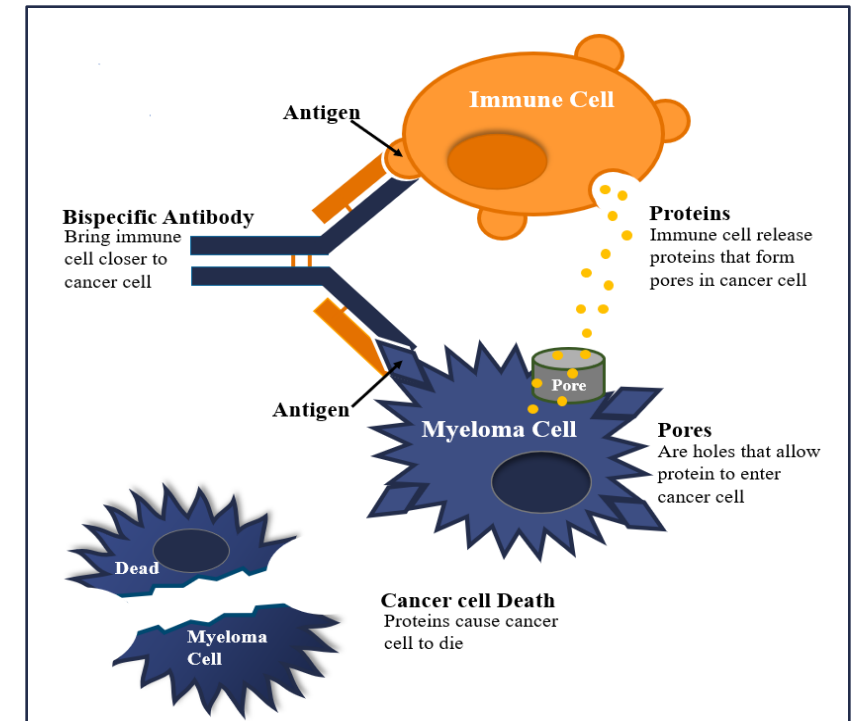 Immune Cell
Antigen
Bispecific Antibody
Bring immune
cell closer to
cancer cell
Proteins
Immune cell release
proteins that form
pores in cancer cell
Pore
Antigen
Myeloma Cell
Pores
Are holes that allow
protein to enter
cancer cell
Dead
Myeloma
Cell
Cancer cell Death
Proteins cause cancer
cell to die